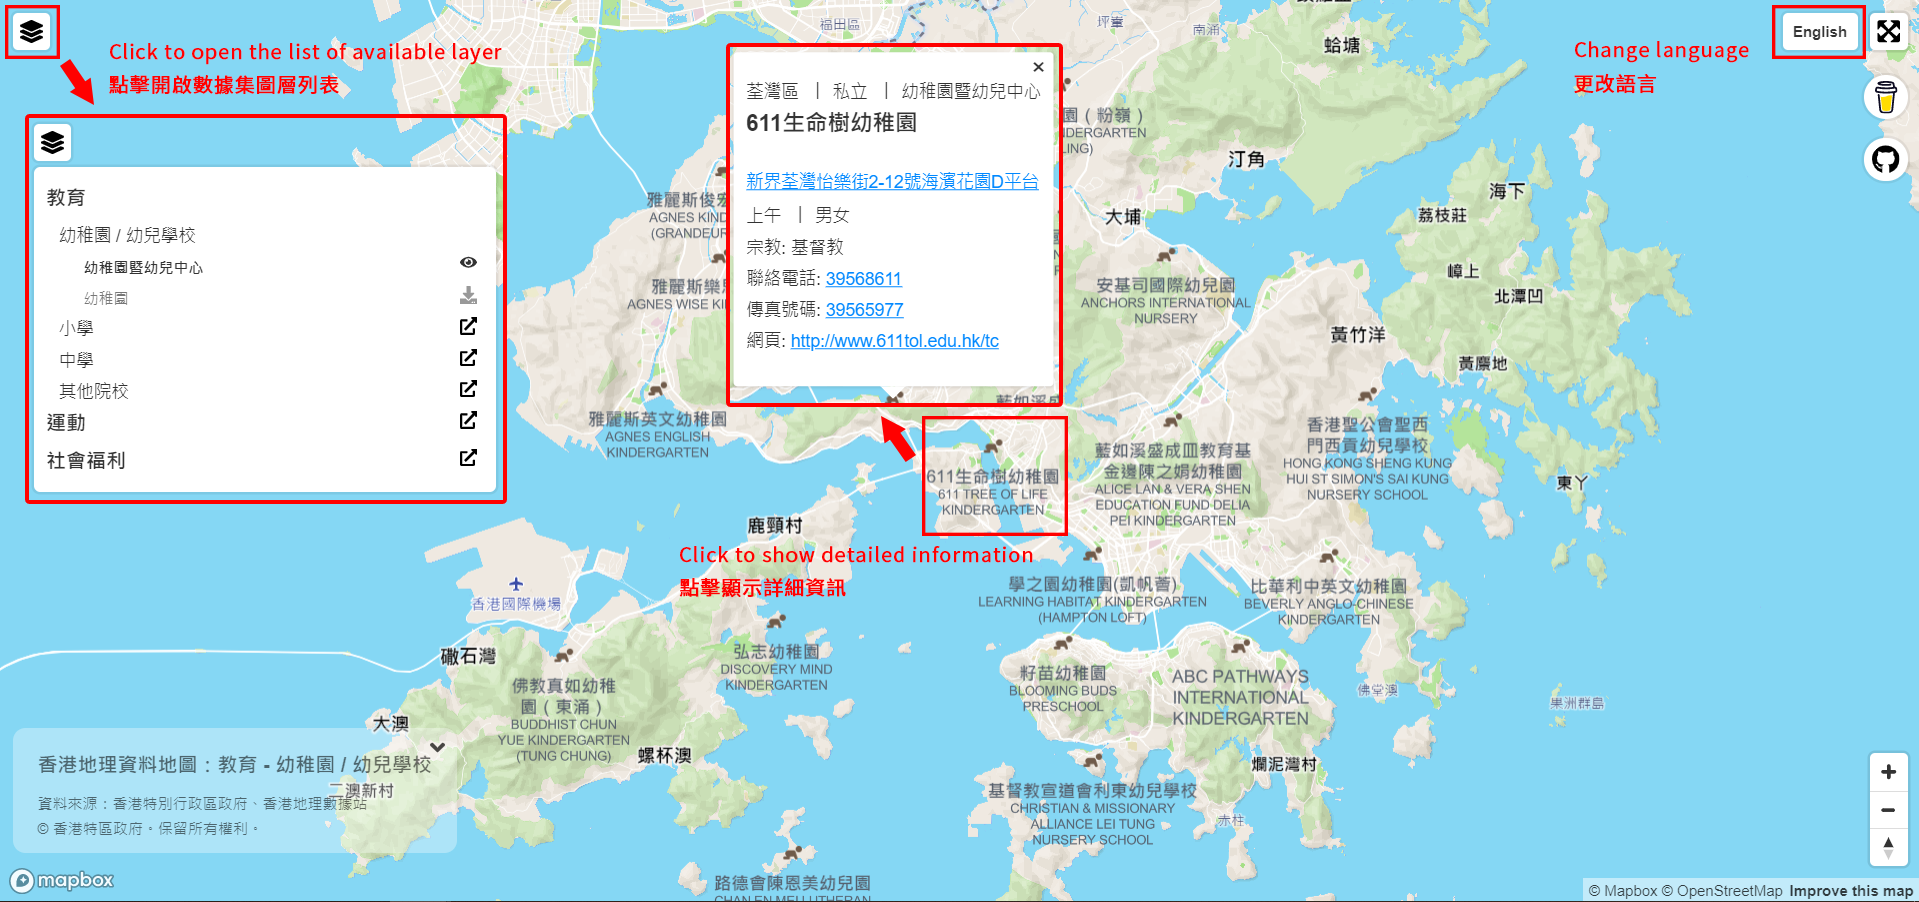 Click to open the list of available layer
點擊開啟數據集圖層列表
教育
幼稚園 / 幼兒學校
幼稚園暨幼兒中心
幼稚園
小學
中學
其他院校
運動
社會福利
荃灣區 | 私立 | 幼稚園暨幼兒中心
611生命樹幼稚園
新界荃灣怡樂街2-12號海濱花園D平台
上午 | 男女
宗教: 基督教
聯絡電話: 39568611
傳真號碼: 39565977
網頁: http://www.611tol.edu.hk/tc
English
Change language
更改語言
福田區
坪輋
南涌
蛤塘
園 ( 粉嶺 )
汀角
海下
荔枝莊
大埔
嶂上
北潭凹
黃竹洋
黃麖地
東丫
雅麗斯俊宏
AGNES KIND
(GRANDEUR
雅麗斯樂
AGNES WISE KI
安基司國際幼兒園
ANCHORS INTERNATIONAL
NURSERY
雅麗斯英文幼稚園
AGNES ENGLISH
KINDERGARTEN
611生命樹幼稚園
611 TREE OF LIFE
KINDERGARTEN
藍如溪盛成皿教育基
金邊陳之娟幼稚園
ALICE LAN & VERA SHEN
EDUCATION FUND DELIA
PEI KINDERGARTEN
香港聖公會聖西
門西貢幼兒學校
HONG KONG SHENG KUNG
HUI ST SIMON'S SAI KUNG
NURSERY SCHOOL
鹿頸村
Click to show detailed information
點擊顯示詳細資訊
香港國際機場
學之園幼稚園(凱帆薈)
LEARNING HABITAT KINDERGARTEN
(HAMPTON LOFT)
比華利中英文幼稚園
BEVERLY ANGLO-CHINESE
KINDERGARTEN
䃟石灣
弘志幼稚園
DISCOVERY MIND
KINDERGARTEN
佛教真如幼稚
園 ( 東涌 )
BUDDHIST CHUN
YUE KINDERGARTEN
(TUNG CHUNG)
籽苗幼稚園
BLOOMING BUDS
PRESCHOOL
ABC PATHWAYS
INTERNATIONAL
KINDERGARTEN
佛堂澳
果洲群島
大澳
二澳新村
螺杯澳
爛泥灣村
基督教宣道會利東幼兒學校
CHRISTIAN & MISSIONARY
ALLIANCE LEI TUNG
NURSERY SCHOOL
赤柱
路德會陳恩美幼兒園
CHAN EN MEI LUTHERAN
香港地理資料地圖：教育 - 幼稚園 / 幼兒學校
資料來源：香港特別行政區政府、香港地理數據站
© 香港特區政府。保留所有權利。
mapbox
© Mapbox © OpenStreetMap Improve this map